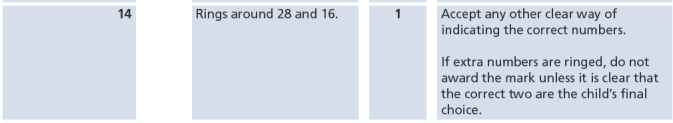 14 Rings around 28 and 16. 1 Accept any other clear way of
indicating the correct numbers.
If extra numbers are ringed, do not
award the mark unless it is clear that
the correct two are the child's final
choice.